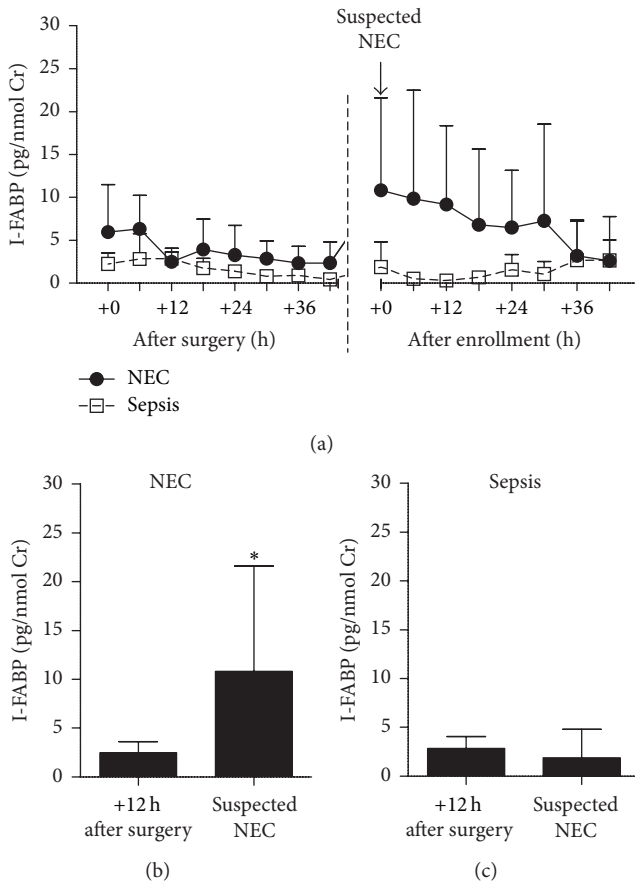 Suspected
NEC
I-FABP (pg/nmol Cr)
30
25
20
15
10
5
0
+0
+12
+24
+36
+0
+12
+24
+36
After surgery (h)
After enrollment (h)
NEC
Sepsis
(a)
NEC
I-FABP (pg/nmol Cr)
30
25
20
15
10
5
0
*
+12 h
after surgery
Suspected
NEC
(b)
Sepsis
I-FABP (pg/nmol Cr)
30
25
20
15
10
5
0
+12 h
after surgery
Suspected
NEC
(c)